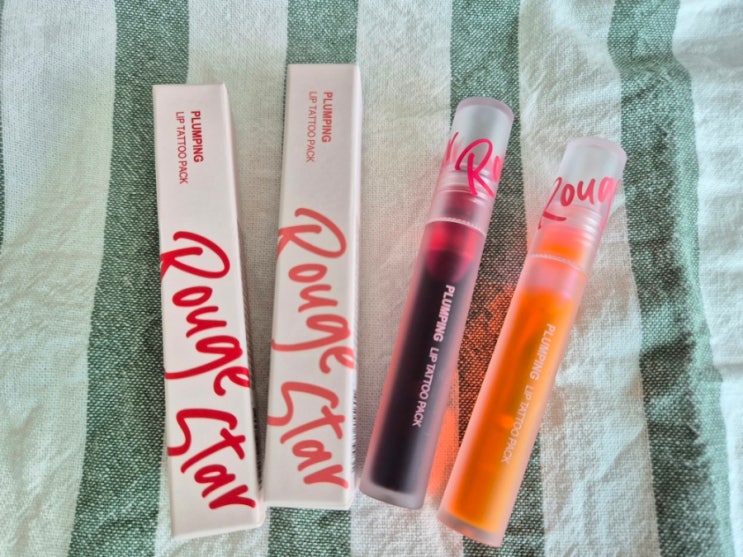 PLUMPING
LIP TATTOO PACK
Rouge
Star
PLUMPING
LIP TATTOO PACK
Rouge
Star
PLUMPING LIP TATTOO PACK
Roug
PLUMPING LIP TATTOO PACK